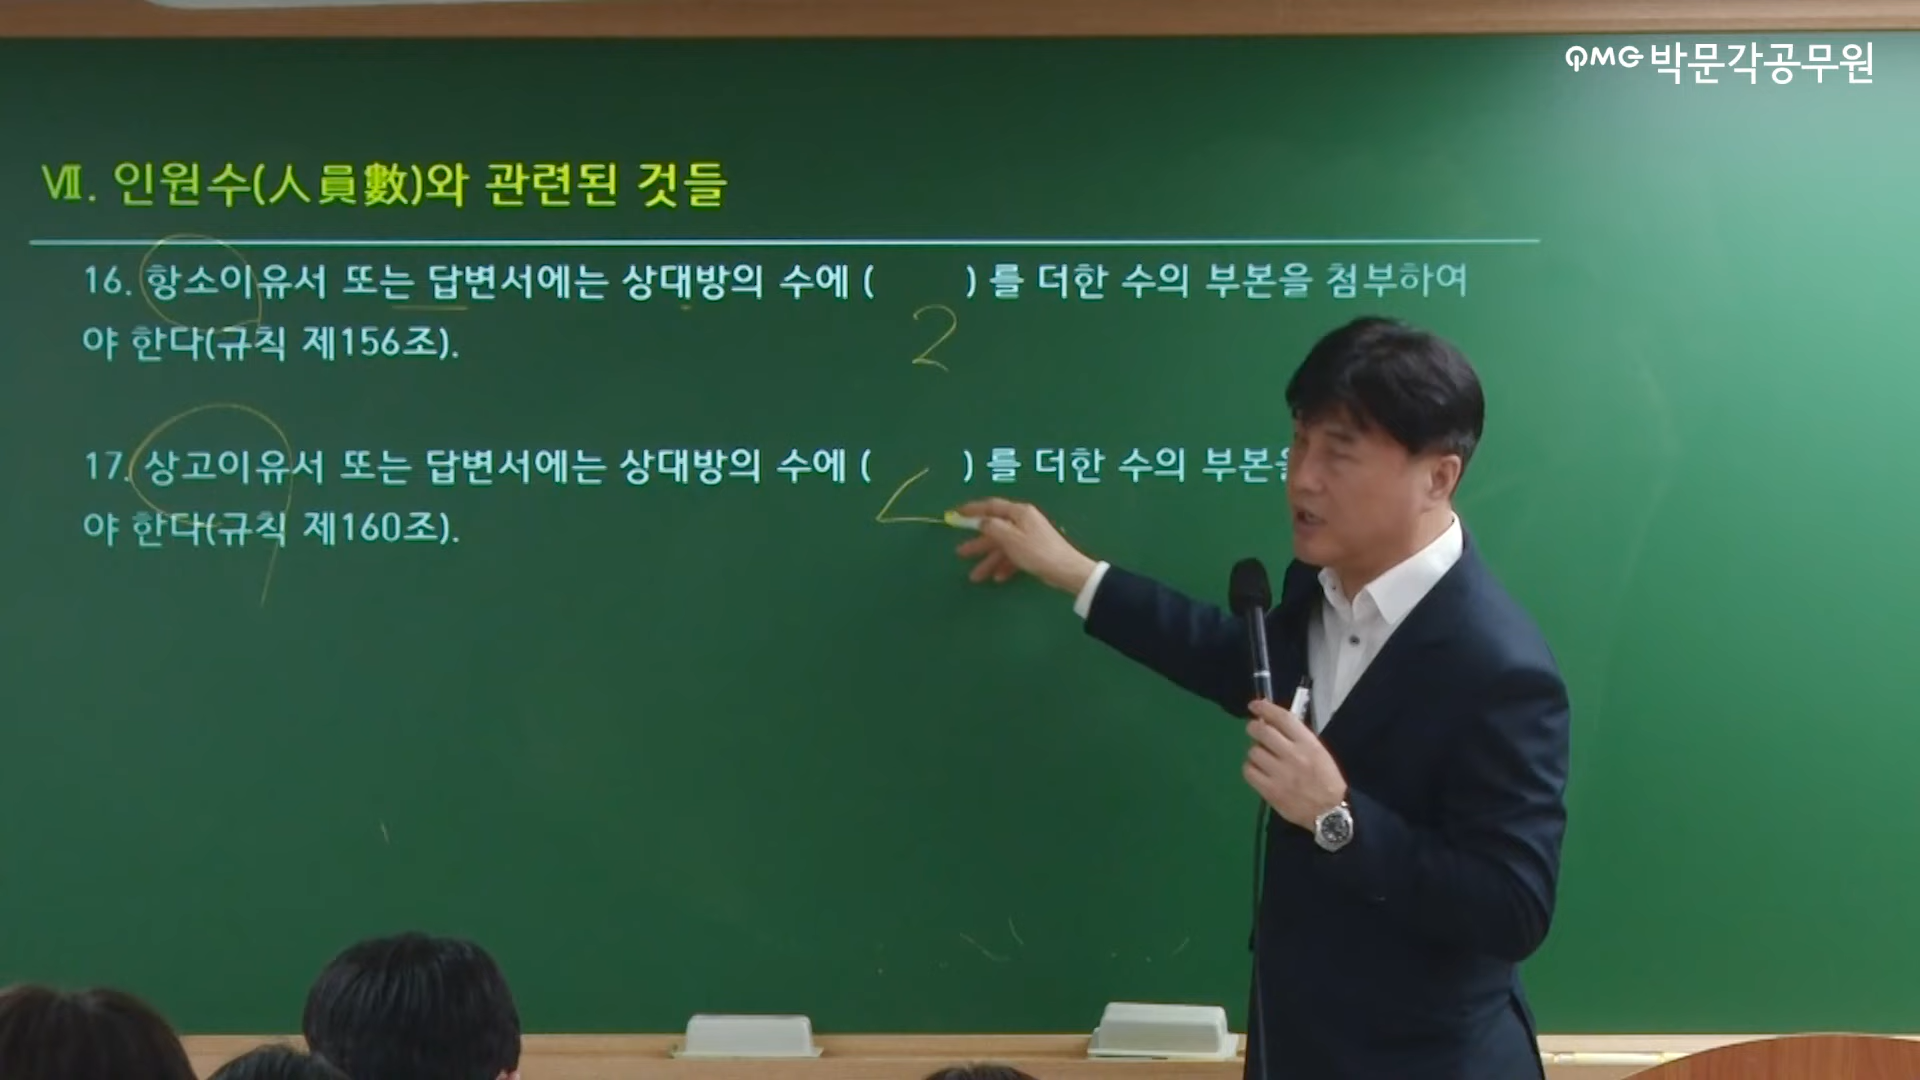 PMG 박문각공무원
Ⅶ. 인원수(人員數)와 관련된 것들
16. 항소이유서 또는 답변서에는 상대방의 수에 ( ) 를 더한 수의 부본을 첨부하여
야 한다(규칙 제156조).
2
17. 상고이유서 또는 답변서에는 상대방의 수에 ( ) 를 더한 수의 부본을
야 한다(규칙 제160조).